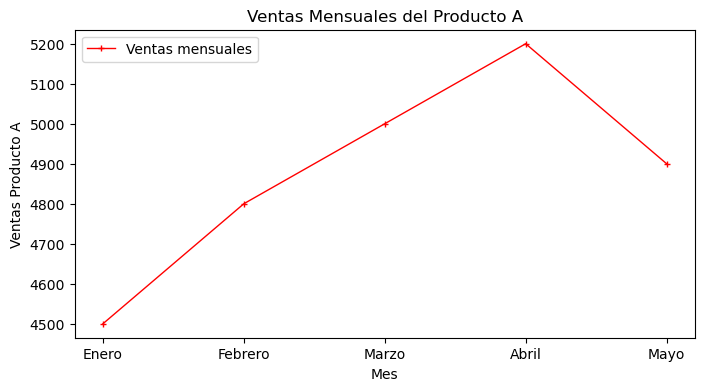 Ventas Mensuales del Producto A
Ventas mensuales
Ventas Producto A
5200
5100
5000
4900
4800
4700
4600
4500
Enero Febrero Marzo Abril Mayo
Mes